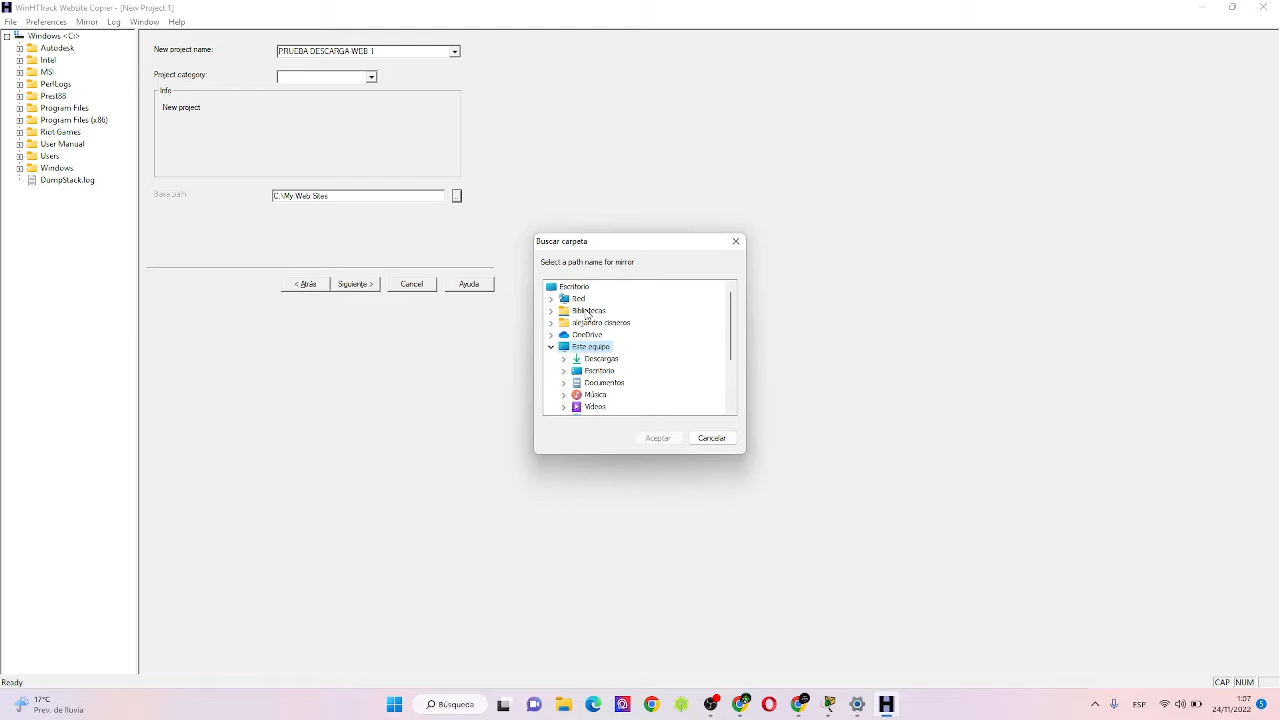 WinHTTrack Website Copier - [New Project 1]
File Preferences Mirror Log Window Help
Windows <C:>
Autodesk
Intel
MSI
PerfLogs
Prest88
Program Files
Program Files (x86)
Riot Games
User Manual
Users
Windows
DumpStack.log
New project name:
PRUEBA DESCARGA WEB 1
Project category:
Info
New project
Base path:
C:\My Web Sites
..
< Atrás
Siguiente >
Cancel
Ayuda
Buscar carpeta
Select a path name for mirror
Escritorio
Red
Bibliotecas
alejandro cisneros
OneDrive
Este equipo
Descargas
Escritorio
Documentos
Música
Vídeos
Aceptar
Cancelar
Ready
CAP NUM
17°C
Prev. de lluvia
Búsqueda
ESP
1:07
24/11/2022
5